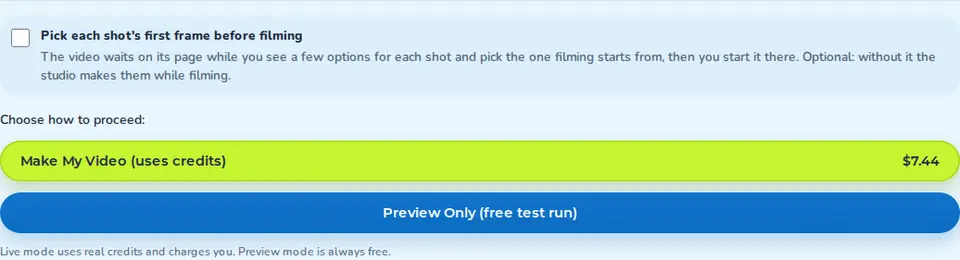 Pick each shot's first frame before filming
The video waits on its page while you see a few options for each shot and pick the one filming starts from, then you start it there. Optional: without it the
studio makes them while filming.
Choose how to proceed:
Make My Video (uses credits) $7.44
Preview Only (free test run)
Live mode uses real credits and charges you. Preview mode is always free.